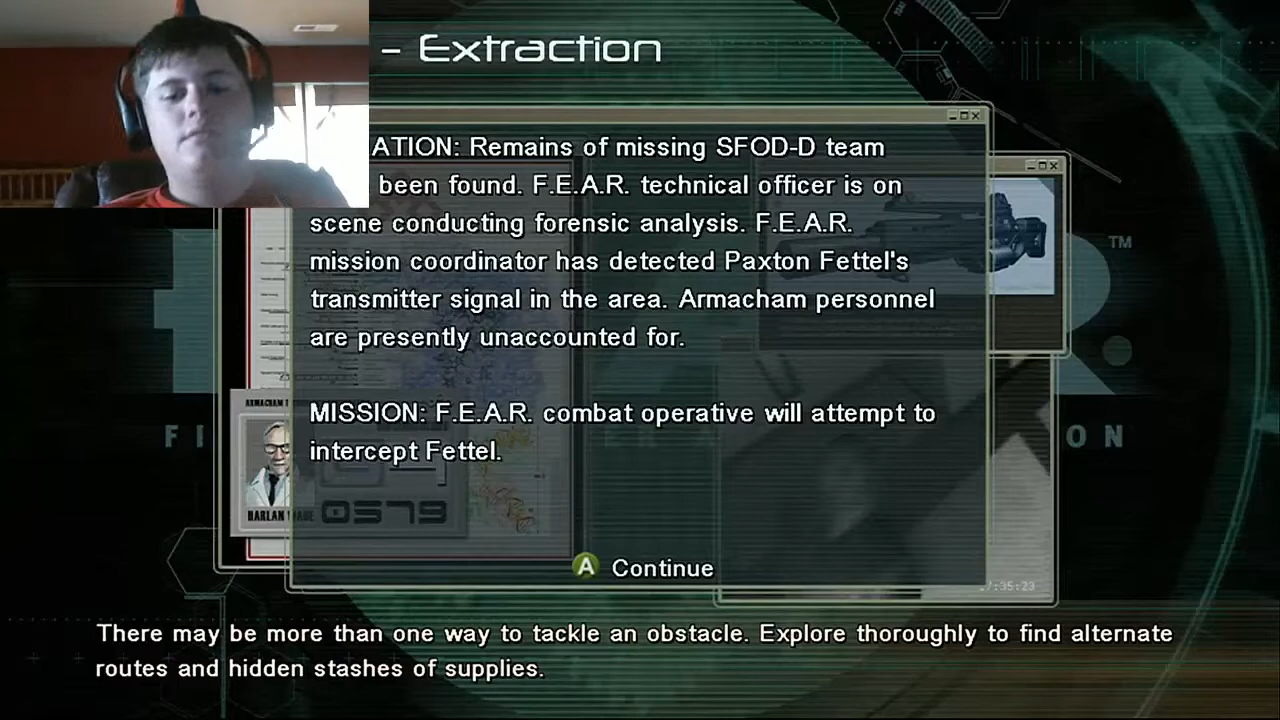 – Extraction
ATION: Remains of missing SFOD-D team
been found. F.E.A.R. technical officer is on
scene conducting forensic analysis. F.E.A.R.
mission coordinator has detected Paxton Fettel's
transmitter signal in the area. Armacham personnel
are presently unaccounted for.
MISSION: F.E.A.R. combat operative will attempt to
intercept Fettel.
TM
R.
FI
ON
HARLAN
0579
A Continue
There may be more than one way to tackle an obstacle. Explore thoroughly to find alternate
routes and hidden stashes of supplies.